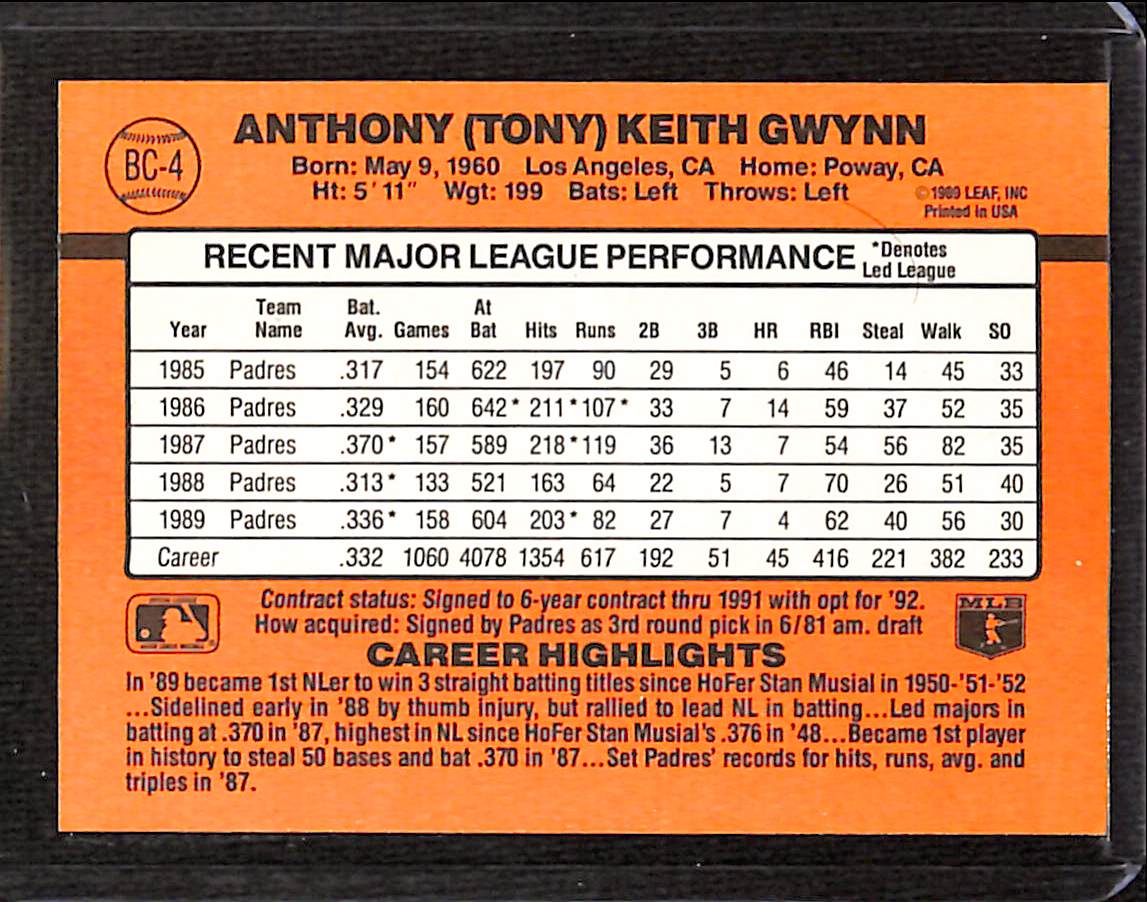 BC-4
ANTHONY (TONY) KEITH GWYNN
Born: May 9, 1960 Los Angeles, CA Home: Poway, CA
Ht: 5' 11" Wgt: 199 Bats: Left Throws: Left
©1989 LEAF, INC
Printed in USA
RECENT MAJOR LEAGUE PERFORMANCE *Denotes Led League
Year Team Name Bat. Avg. Games At Bat Hits Runs 2B 3B HR RBI Steal Walk SO
1985 Padres .317 154 622 197 90 29 5 6 46 14 45 33
1986 Padres .329 160 642* 211* 107* 33 7 14 59 37 52 35
1987 Padres .370* 157 589 218* 119 36 13 7 54 56 82 35
1988 Padres .313* 133 521 163 64 22 5 7 70 26 51 40
1989 Padres .336* 158 604 203* 82 27 7 4 62 40 56 30
Career .332 1060 4078 1354 617 192 51 45 416 221 382 233
Contract status: Signed to 6-year contract thru 1991 with opt for '92.
How acquired: Signed by Padres as 3rd round pick in 6/81 am. draft
MLB
CAREER HIGHLIGHTS
In '89 became 1st NLer to win 3 straight batting titles since HoFer Stan Musial in 1950-'51-'52
...Sidelined early in '88 by thumb injury, but rallied to lead NL in batting...Led majors in
batting at .370 in '87, highest in NL since HoFer Stan Musial's .376 in '48...Became 1st player
in history to steal 50 bases and bat .370 in '87...Set Padres' records for hits, runs, avg. and
triples in '87.